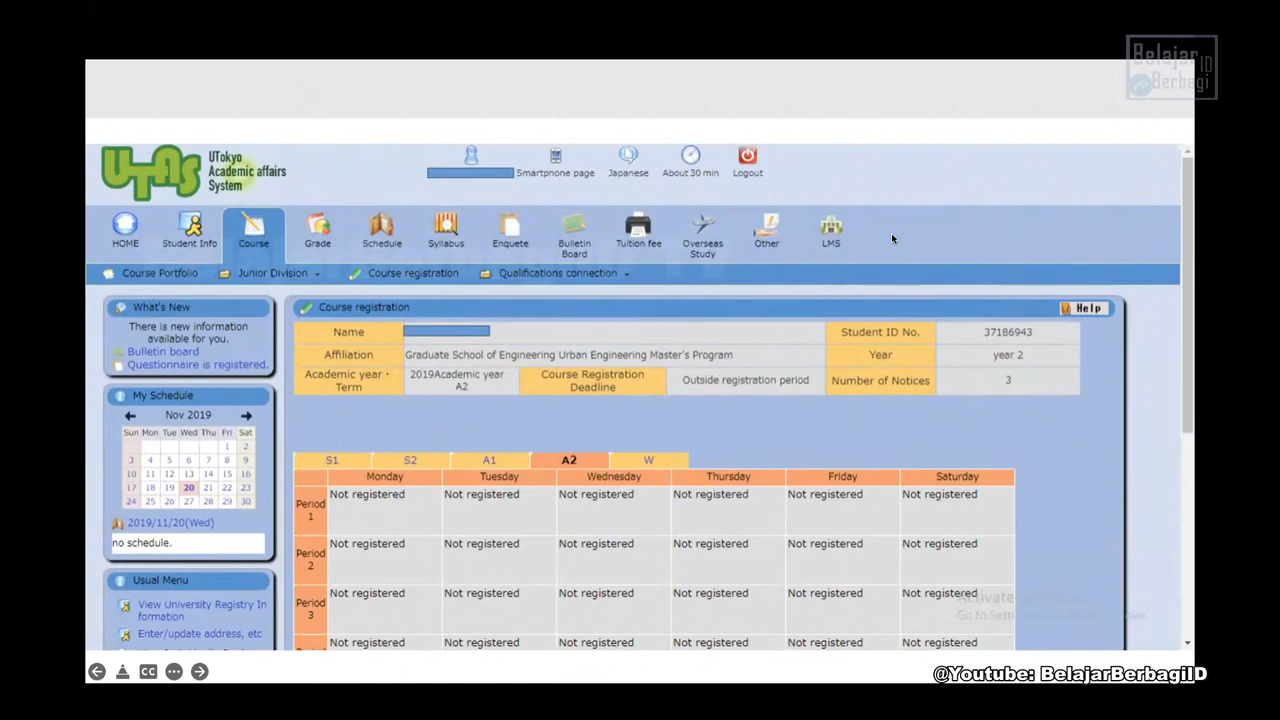 Belajar ID
Berbagi
UTAS
UTokyo
Academic affairs
System
Smartphone page
Japanese
About 30 min
Logout
HOME
Student Info
Course
Grade
Schedule
Syllabus
Enquete
Bulletin
Board
Tuition fee
Overseas
Study
Other
LMS
Course Portfolio
Junior Division
Course registration
Qualifications connection
What's New
There is new information
available for you.
Bulletin board
Questionnaire is registered.
My Schedule
Nov 2019
Sun Mon Tue Wed Thu Fri Sat
1 2
3 4 5 6 7 8 9
10 11 12 13 14 15 16
17 18 19 20 21 22 23
24 25 26 27 28 29 30
2019/11/20(Wed)
no schedule.
Usual Menu
View University Registry In
formation
Enter/update address, etc
Course registration
Help
Name
Student ID No. 37186943
Affiliation Graduate School of Engineering Urban Engineering Master's Program Year year 2
Academic year・
Term
2019Academic year
A2
Course Registration
Deadline
Outside registration period
Number of Notices 3
S1 S2 A1 A2 W
Monday Tuesday Wednesday Thursday Friday Saturday
Period
1
Not registered Not registered Not registered Not registered Not registered Not registered
Period
2
Not registered Not registered Not registered Not registered Not registered Not registered
Period
3
Not registered Not registered Not registered Not registered Not registered Not registered
Not registered Not registered Not registered Not registered Not registered Not registered
CC
@Youtube: BelajarBerbagiID